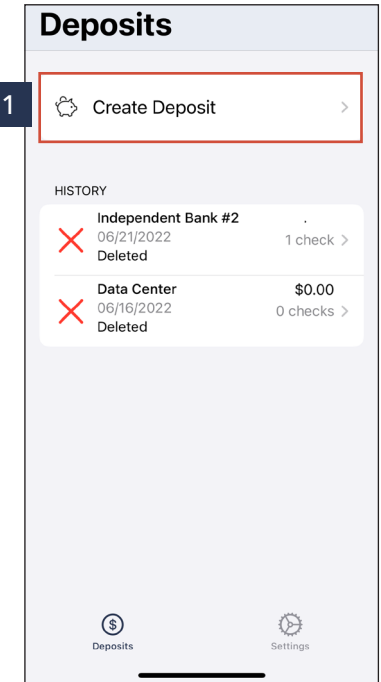 Deposits
1
Create Deposit
HISTORY
Independent Bank #2 .
06/21/2022
1 check
Deleted
Data Center $0.00
06/16/2022
0 checks
Deleted
$
Deposits
Settings